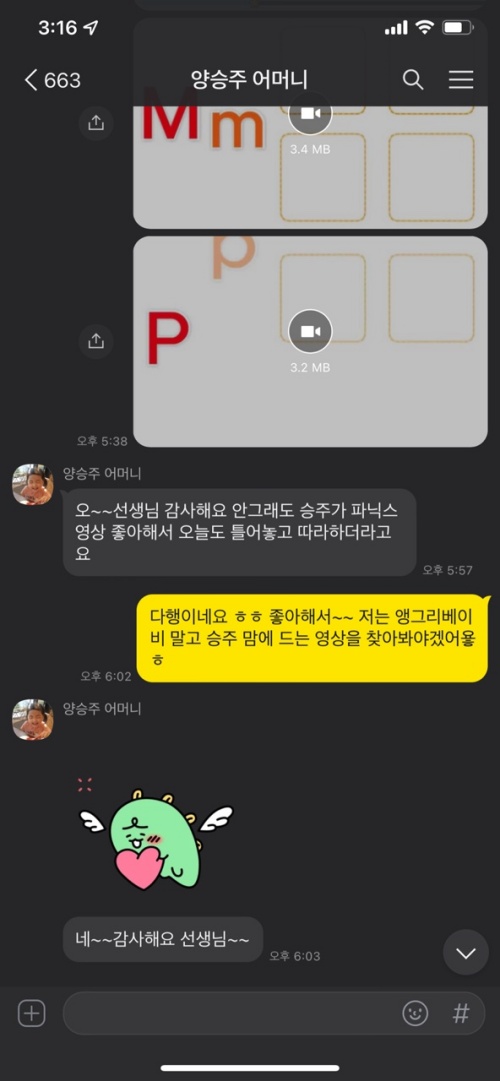 3:16
663
양승주 어머니
M m
3.4 MB
p
P
3.2 MB
오후 5:38
양승주 어머니
오~~선생님 감사해요 안그래도 승주가 파닉스
영상 좋아해서 오늘도 틀어놓고 따라하더라고
요
오후 5:57
다행이네요 ㅎㅎ 좋아해서~~ 저는 앵그리베이
비 말고 승주 맘에 드는 영상을 찾아봐야겠어욯
ㅎ
오후 6:02
양승주 어머니
네~~감사해요 선생님~~
오후 6:03
#